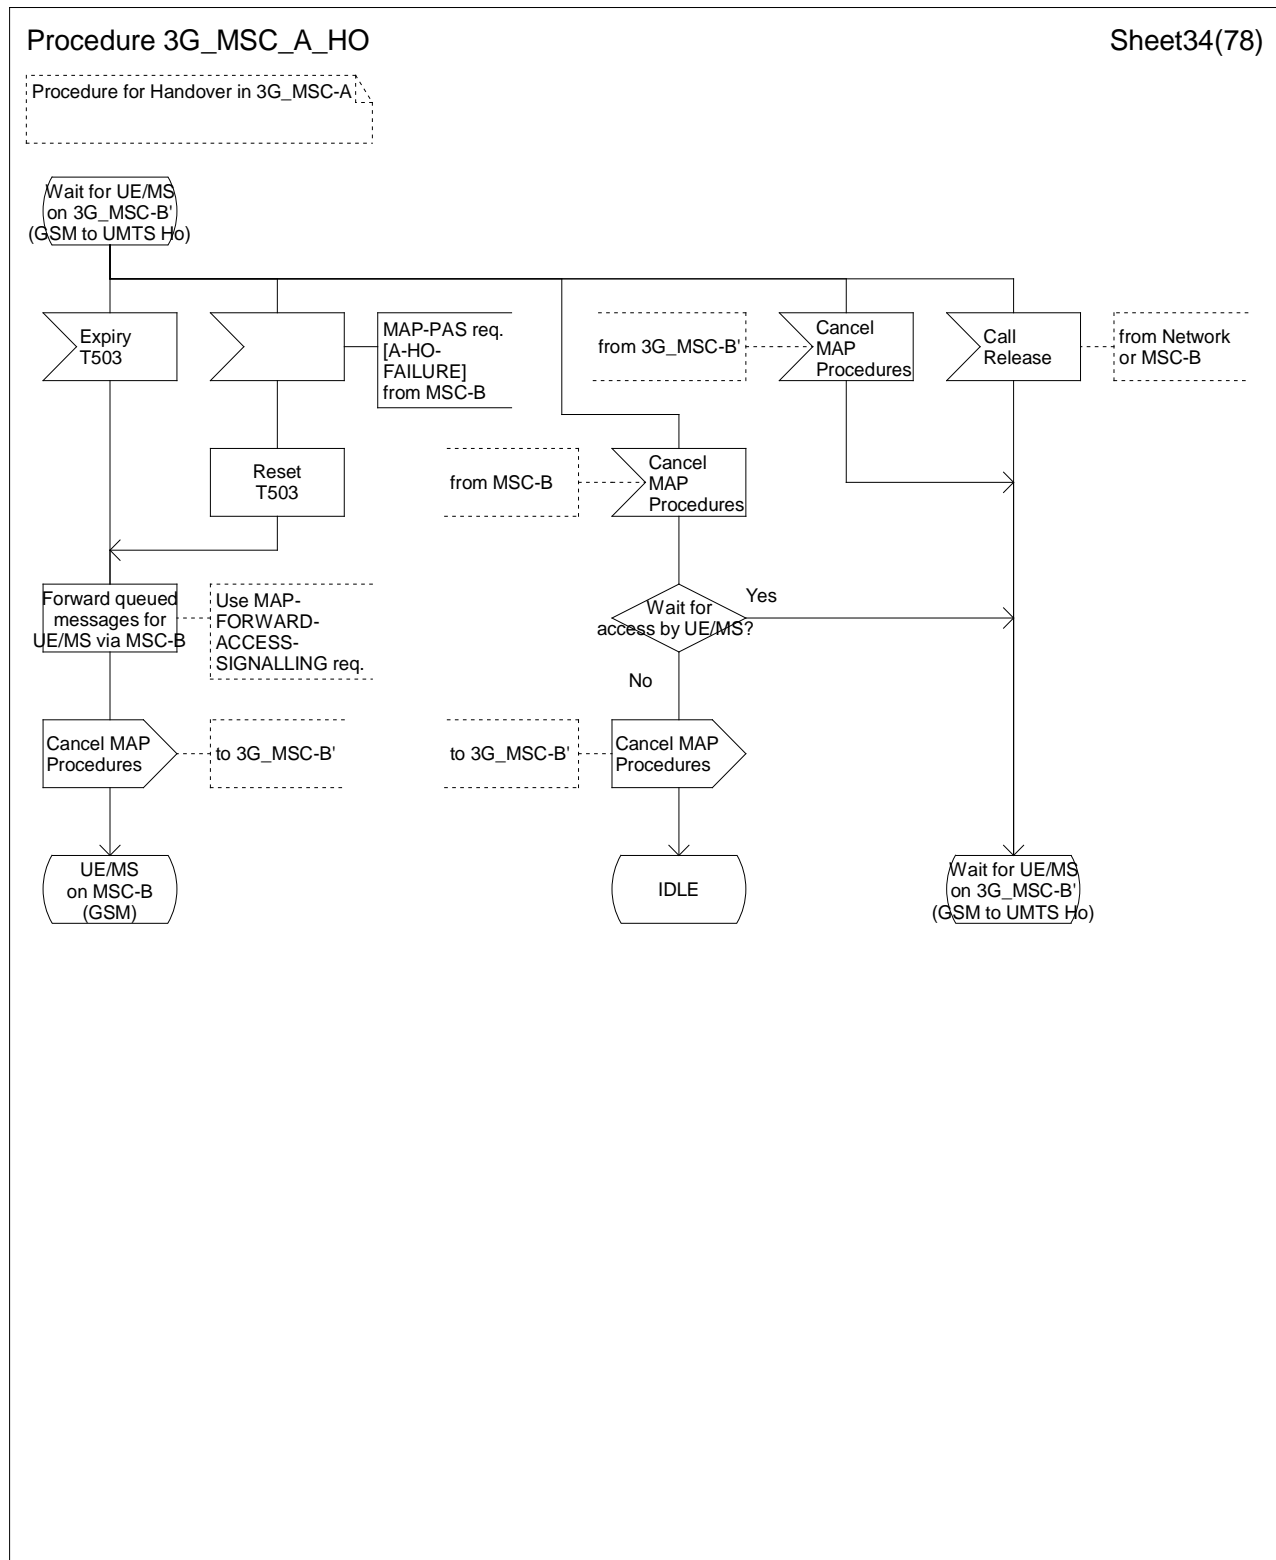 Procedure 3G_MSC_A_HO
Sheet34(78)
Procedure for Handover in 3G_MSC-A
Wait for UE/MS
on 3G_MSC-B'
(GSM to UMTS Ho)
Expiry
T503
MAP-PAS req.
[A-HO-
FAILURE]
from MSC-B
from 3G_MSC-B'
Cancel
MAP
Procedures
Call
Release
from Network
or MSC-B
Reset
T503
from MSC-B
Cancel
MAP
Procedures
Forward queued
messages for
UE/MS via MSC-B
Use MAP-
FORWARD-
ACCESS-
SIGNALLING req.
Wait for
access by UE/MS?
Yes
No
Cancel MAP
Procedures
to 3G_MSC-B'
to 3G_MSC-B'
Cancel MAP
Procedures
UE/MS
on MSC-B
(GSM)
IDLE
Wait for UE/MS
on 3G_MSC-B'
(GSM to UMTS Ho)